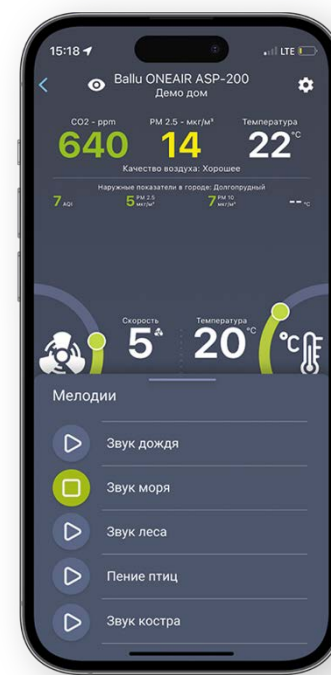 15:18
LTE
Ballu ONEAIR ASP-200
Демо дом
CO2 - ppm
PM 2.5 - мкг/м³
Температура
640
14
22 °C
Качество воздуха: Хорошее
Наружные показатели в городе: Долгопрудный
7 AQI
5 PM 2.5 мкг/м³
7 PM 10 мкг/м³
-- °C
Скорость
Температура
5
20 °C
°C
Мелодии
Звук дождя
Звук моря
Звук леса
Пение птиц
Звук костра